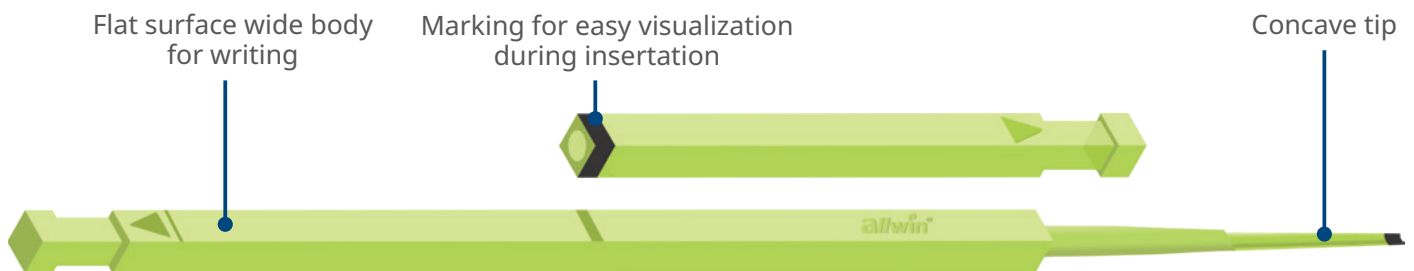 Flat surface wide body
for writing
Marking for easy visualization
during insertation
Concave tip
allwin